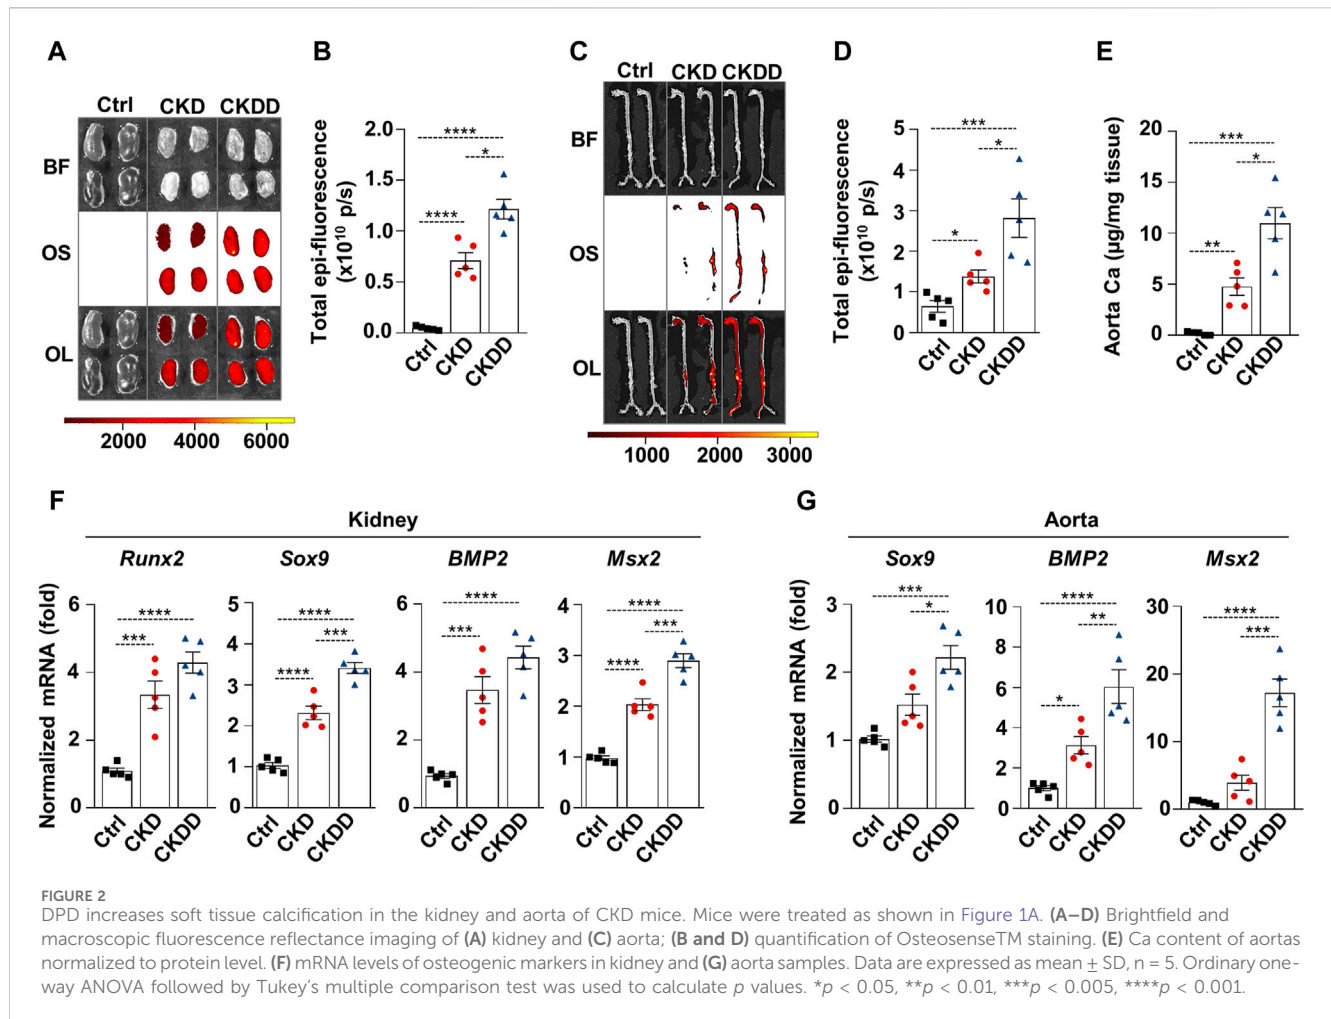 A
Ctrl CKD CKDD
BF
OS
OL
2000 4000 6000
B
Total epi-fluorescence
(x10¹⁰ p/s)
2.0
1.5
1.0
0.5
0.0
****
*
****
Ctrl CKD CKDD
C
Ctrl CKD CKDD
BF
OS
OL
1000 2000 3000
D
Total epi-fluorescence
(x10¹⁰ p/s)
5
4
3
2
1
0
***
*
*
Ctrl CKD CKDD
E
Aorta Ca (µg/mg tissue)
20
15
10
5
0
***
*
**
Ctrl CKD CKDD
F
Kidney
Runx2 Sox9 BMP2 Msx2
Normalized mRNA (fold)
6
4
2
0
****
***
Ctrl CKD CKDD
5
4
3
2
1
0
****
***
****
Ctrl CKD CKDD
6
4
2
0
****
***
Ctrl CKD CKDD
4
3
2
1
0
****
***
****
Ctrl CKD CKDD
G
Aorta
Sox9 BMP2 Msx2
Normalized mRNA (fold)
3
2
1
0
***
*
Ctrl CKD CKDD
10
8
6
4
2
0
****
**
*
Ctrl CKD CKDD
30
20
10
0
****
***
Ctrl CKD CKDD
FIGURE 2
DPD increases soft tissue calcification in the kidney and aorta of CKD mice. Mice were treated as shown in Figure 1A. (A–D) Brightfield and
macroscopic fluorescence reflectance imaging of (A) kidney and (C) aorta; (B and D) quantification of OsteosenseTM staining. (E) Ca content of aortas
normalized to protein level. (F) mRNA levels of osteogenic markers in kidney and (G) aorta samples. Data are expressed as mean ± SD, n = 5. Ordinary one-
way ANOVA followed by Tukey's multiple comparison test was used to calculate p values. *p < 0.05, **p < 0.01, ***p < 0.005, ****p < 0.001.